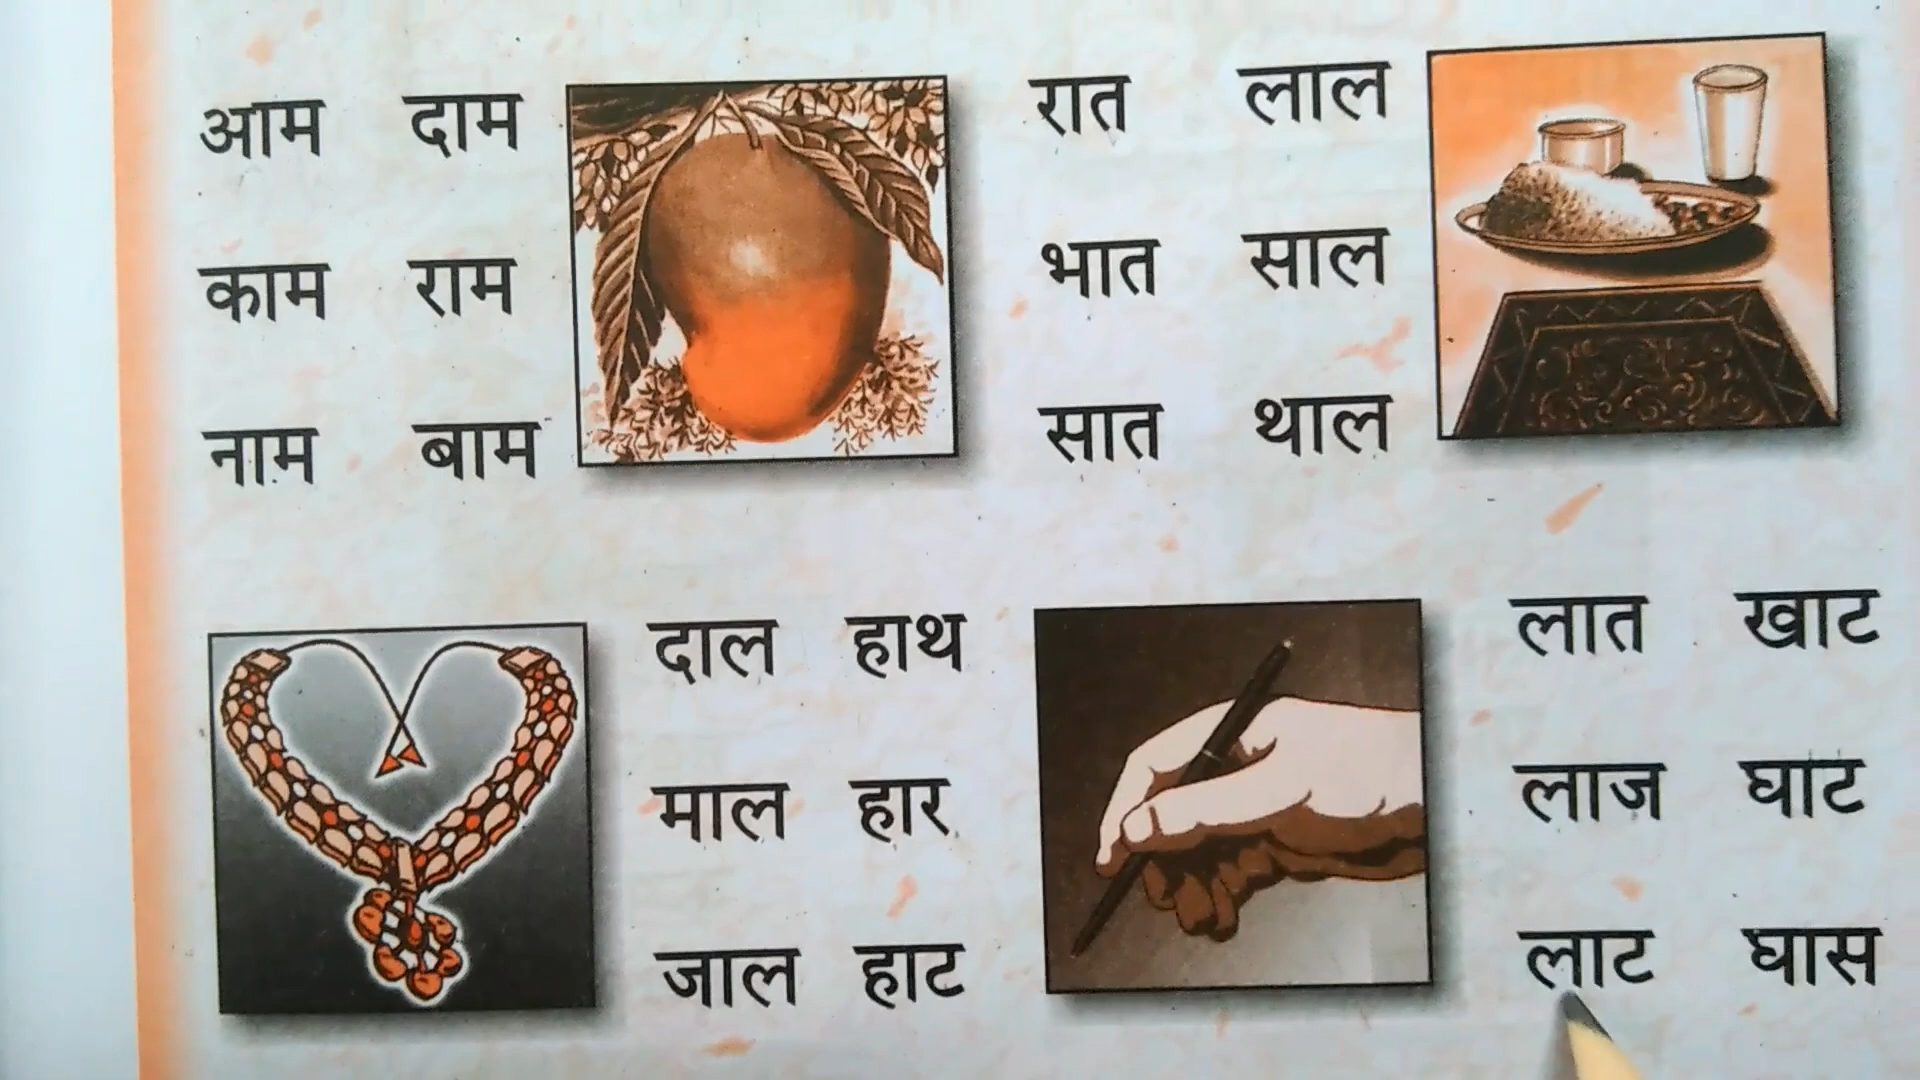 आम दाम रात लाल
काम राम भात साल
नाम बाम सात थाल
दाल हाथ लात खाट
माल हार लाज घाट
जाल हाट लाट घास